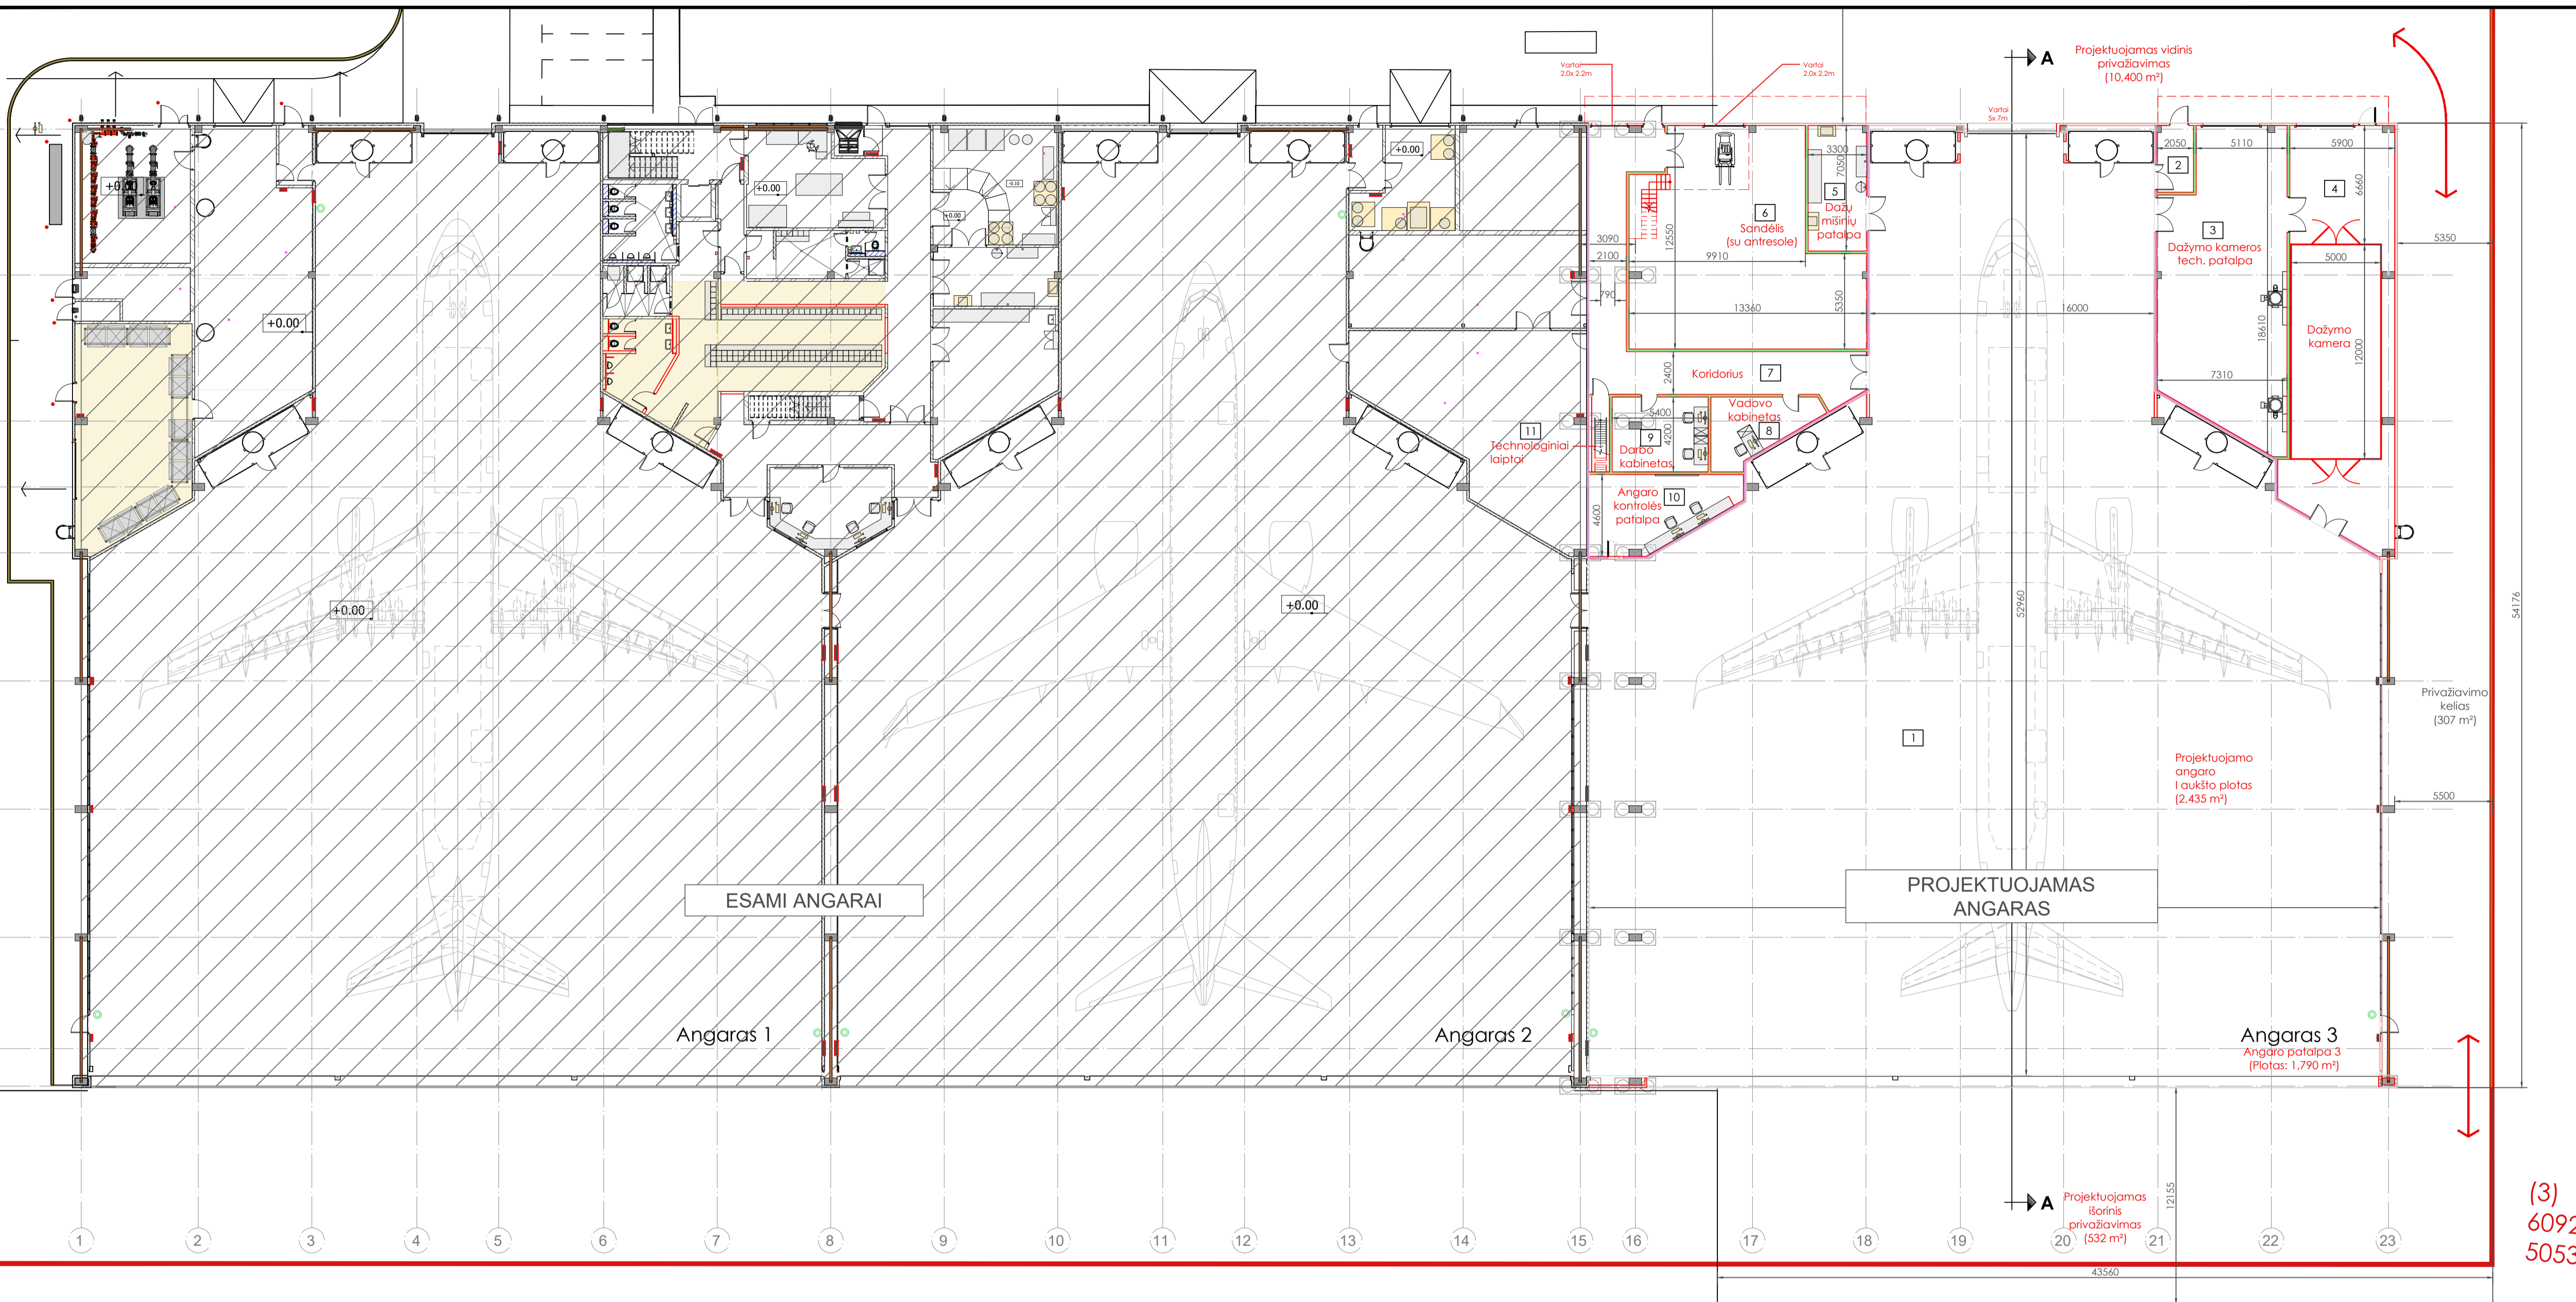 A
Projektuojamas vidinis
privažiavimas
(10,400 m²)
Vartai
2.0x 2.2m
Vartai
2.0x 2.2m
Vartai
5x 7m
+0.00
+0.00
+0.00
-0.10
+0.00
+0.00
3300
7050
2050
5110
5900
2
4
6660
5
Dažų
mišinių
patalpa
6
Sandėlis
(su antresole)
12550
3090
2100
9910
790
13360
5350
16000
3
Dažymo kameros
tech. patalpa
18610
7310
5000
Dažymo
kamera
12000
5350
+0.00
Koridorius
7
2400
Vadovo
kabinetas
8
5400
4200
9
Darbo
kabinetas
11
Technologiniai
laiptai
Angaro
kontrolės
patalpa
10
4600
+0.00
+0.00
52960
54176
Privažiavimo
kelias
(307 m²)
1
Projektuojamo
angaro
I aukšto plotas
(2,435 m²)
5500
ESAMI ANGARAI
PROJEKTUOJAMAS
ANGARAS
Angaras 1
Angaras 2
Angaras 3
Angaro patalpa 3
(Plotas: 1,790 m²)
A
Projektuojamas
išorinis
privažiavimas
(532 m²)
12155
(3)
6092
5053
1
2
3
4
5
6
7
8
9
10
11
12
13
14
15
16
17
18
19
20
21
22
23
43560